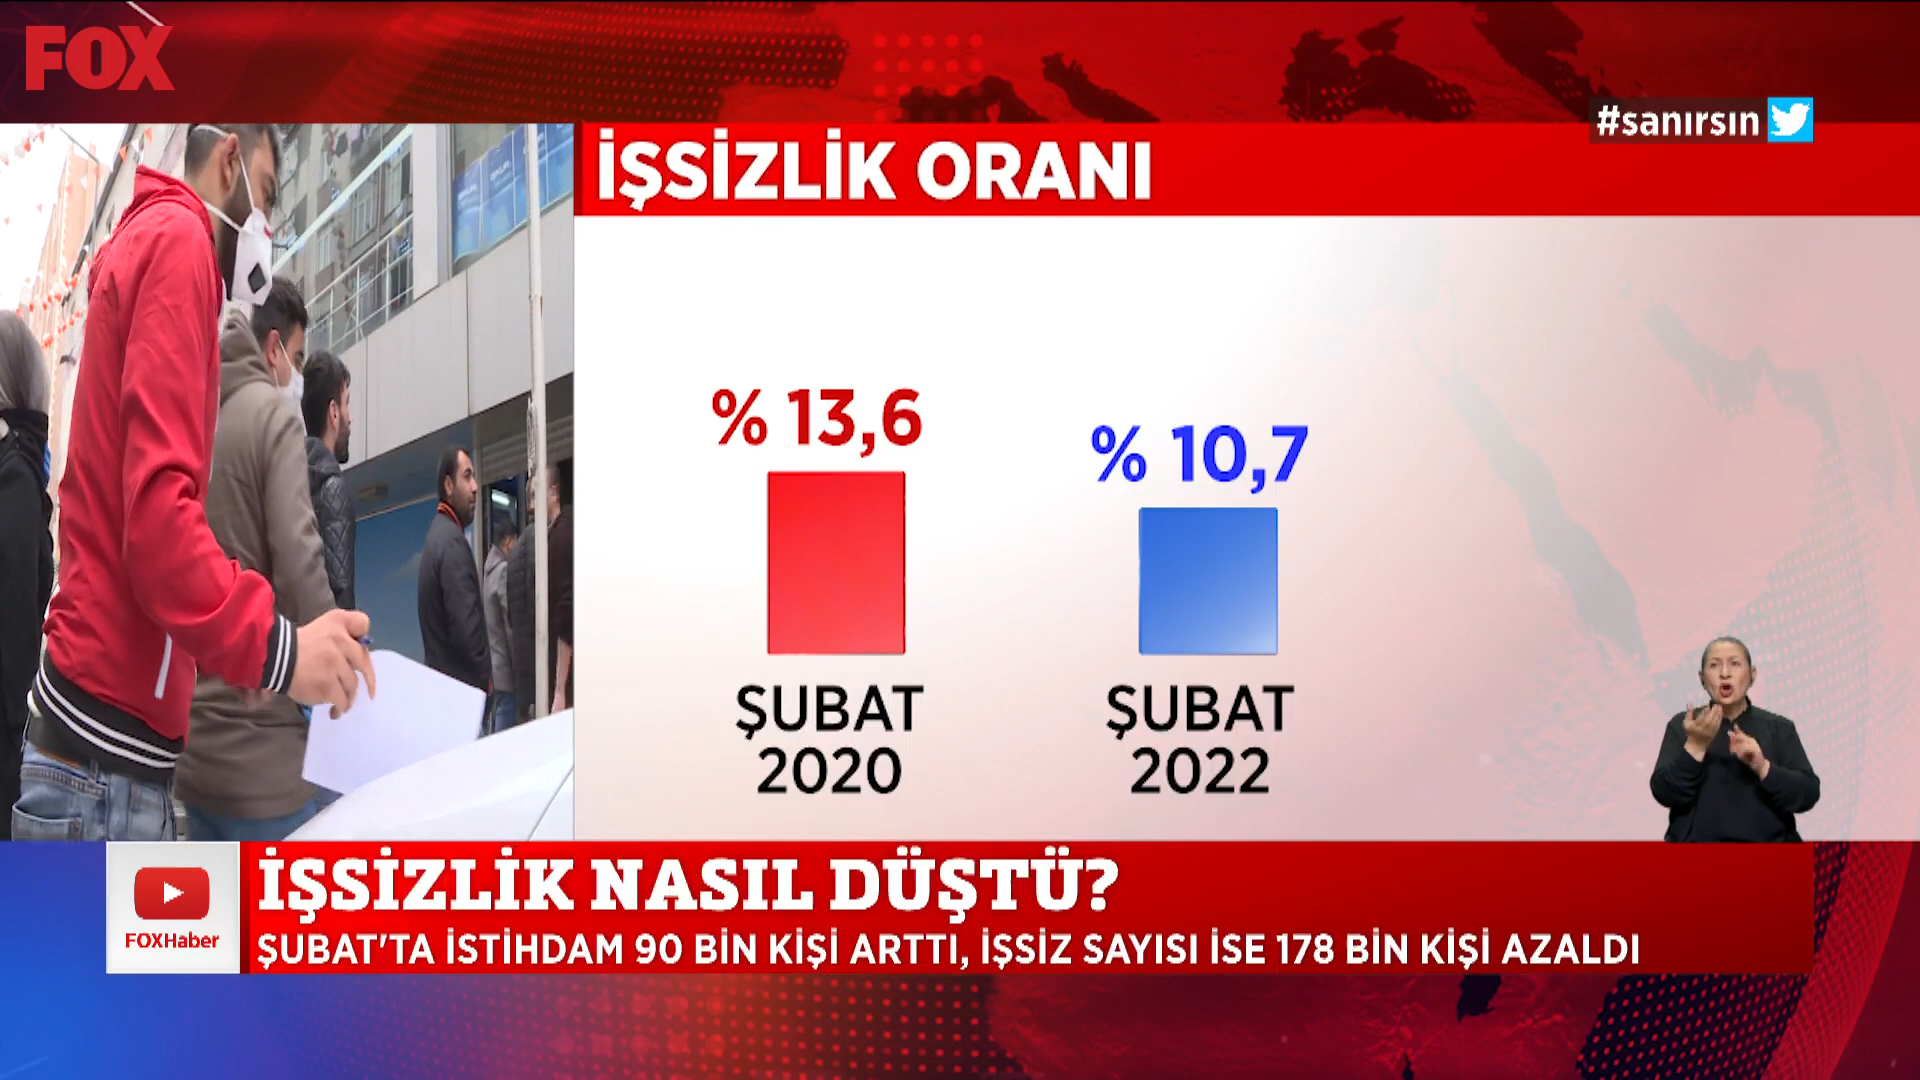 FOX
#sanırsın
İŞSİZLİK ORANI
% 13,6
% 10,7
ŞUBAT
2020
ŞUBAT
2022
İŞSİZLİK NASIL DÜŞTÜ?
FOXHaber
ŞUBAT'TA İSTİHDAM 90 BİN KİŞİ ARTTI, İŞSİZ SAYISI İSE 178 BİN KİŞİ AZALDI